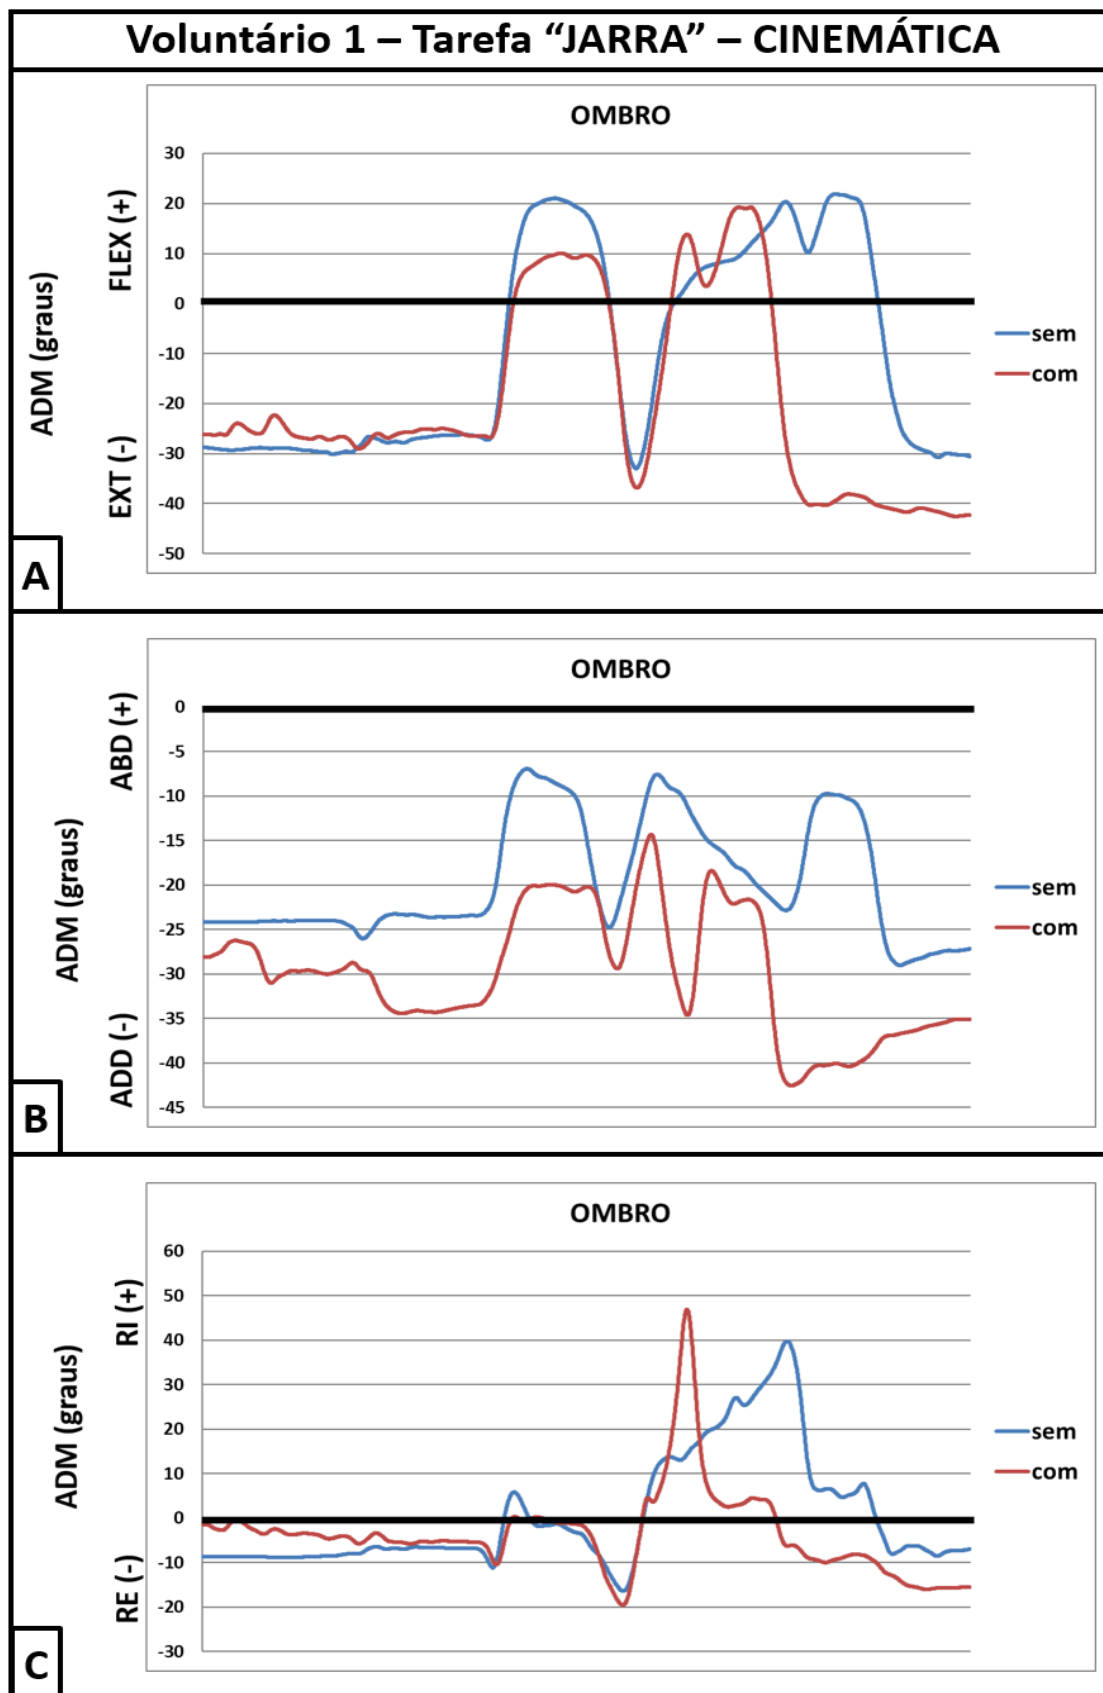 Voluntário 1 – Tarefa “JARRA” – CINEMÁTICA
OMBRO
ADM (graus)
FLEX (+)
EXT (-)
30
20
10
0
-10
-20
-30
-40
-50
sem
com
A
OMBRO
ADM (graus)
ABD (+)
ADD (-)
0
-5
-10
-15
-20
-25
-30
-35
-40
-45
sem
com
B
OMBRO
ADM (graus)
RI (+)
RE (-)
60
50
40
30
20
10
0
-10
-20
-30
sem
com
C